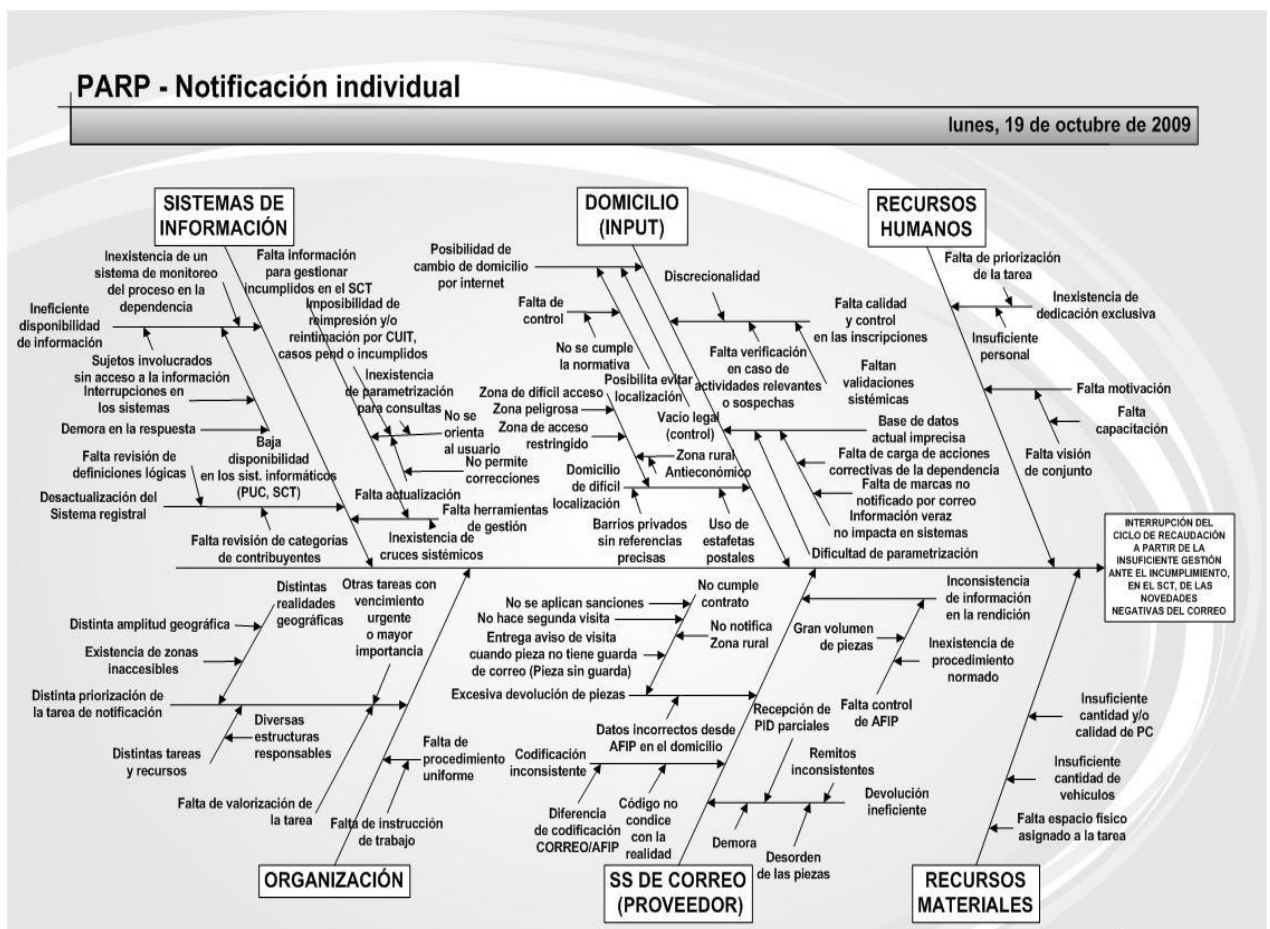 PARP - Notificación individual
lunes, 19 de octubre de 2009
SISTEMAS DE
INFORMACIÓN
Inexistencia de un
sistema de monitoreo
del proceso en la
dependencia
Falta información
para gestionar
incumplidos en el SCT
Imposibilidad de
reimpresión y/o
reintimación por CUIT,
casos pend o incumplidos
Ineficiente
disponibilidad
de información
Sujetos involucrados
sin acceso a la información
Interrupciones en
los sistemas
Demora en la respuesta
Inexistencia
de parametrización
para consultas
No se
orienta
al usuario
No permite
correcciones
Baja
disponibilidad
en los sist. informáticos
(PUC, SCT)
Falta revisión de
definiciones lógicas
Desactualización del
Sistema registral
Falta revisión de categorías
de contribuyentes
Falta actualización
Falta herramientas
de gestión
Inexistencia de
cruces sistémicos
DOMICILIO
(INPUT)
Posibilidad de
cambio de domicilio
por internet
Falta de
control
No se cumple
la normativa
Posibilita evitar
localización
Vacio legal
(control)
Discrecionalidad
Falta verificación
en caso de
actividades relevantes
o sospechas
Falta calidad
y control
en las inscripciones
Faltan
validaciones
sistémicas
Zona de difícil acceso
Zona peligrosa
Zona de acceso
restringido
Zona rural
Antieconómico
Domicilio
de difícil
localización
Barrios privados
sin referencias
precisas
Uso de
estafetas
postales
Base de datos
actual imprecisa
Falta de carga de acciones
correctivas de la dependencia
Falta de marcas no
notificado por correo
Información veraz
no impacta en sistemas
Dificultad de parametrización
RECURSOS
HUMANOS
Falta de priorización
de la tarea
Inexistencia de
dedicación exclusiva
Insuficiente
personal
Falta motivación
Falta
capacitación
Falta visión
de conjunto
INTERRUPCIÓN DEL
CICLO DE RECAUDACIÓN
A PARTIR DE LA
INSUFICIENTE GESTIÓN
ANTE EL INCUMPLIMIENTO,
EN EL SCT, DE LAS
NOVEDADES
NEGATIVAS DEL CORREO
Distintas
realidades
geográficas
Otras tareas con
vencimiento
urgente
o mayor
importancia
Distinta amplitud geográfica
Existencia de zonas
inaccesibles
Distinta priorización de
la tarea de notificación
Diversas
estructuras
responsables
Distintas tareas
y recursos
Falta de valorización de
la tarea
Falta de
procedimiento
uniforme
Falta de instrucción
de trabajo
ORGANIZACIÓN
No se aplican sanciones
No hace segunda visita
Entrega aviso de visita
cuando pieza no tiene guarda
de correo (Pieza sin guarda)
No cumple
contrato
No notifica
Zona rural
Excesiva devolución de piezas
Datos incorrectos desde
AFIP en el domicilio
Codificación
inconsistente
Diferencia
de codificación
CORREO/AFIP
Código no
condice
con la
realidad
Inconsistencia
de información
en la rendición
Gran volumen
de piezas
Inexistencia de
procedimiento
normado
Falta control
de AFIP
Recepción de
PID parciales
Remitos
inconsistentes
Devolución
ineficiente
Demora
Desorden
de las piezas
SS DE CORREO
(PROVEEDOR)
Insuficiente
cantidad y/o
calidad de PC
Insuficiente
cantidad de
vehículos
Falta espacio físico
asignado a la tarea
RECURSOS
MATERIALES